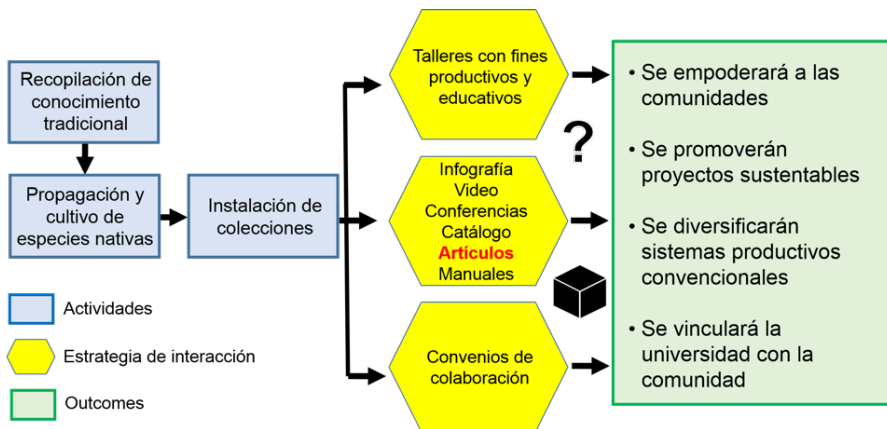 Recopilación de
conocimiento
tradicional
Propagación y
cultivo de
especies nativas
Instalación de
colecciones
Talleres con fines
productivos y
educativos
?
Infografía
Video
Conferencias
Catálogo
Artículos
Manuales
Convenios de
colaboración
• Se empoderará a las
comunidades
• Se promoverán
proyectos sustentables
• Se diversificarán
sistemas productivos
convencionales
• Se vinculará la
universidad con la
comunidad
Actividades
Estrategia de interacción
Outcomes